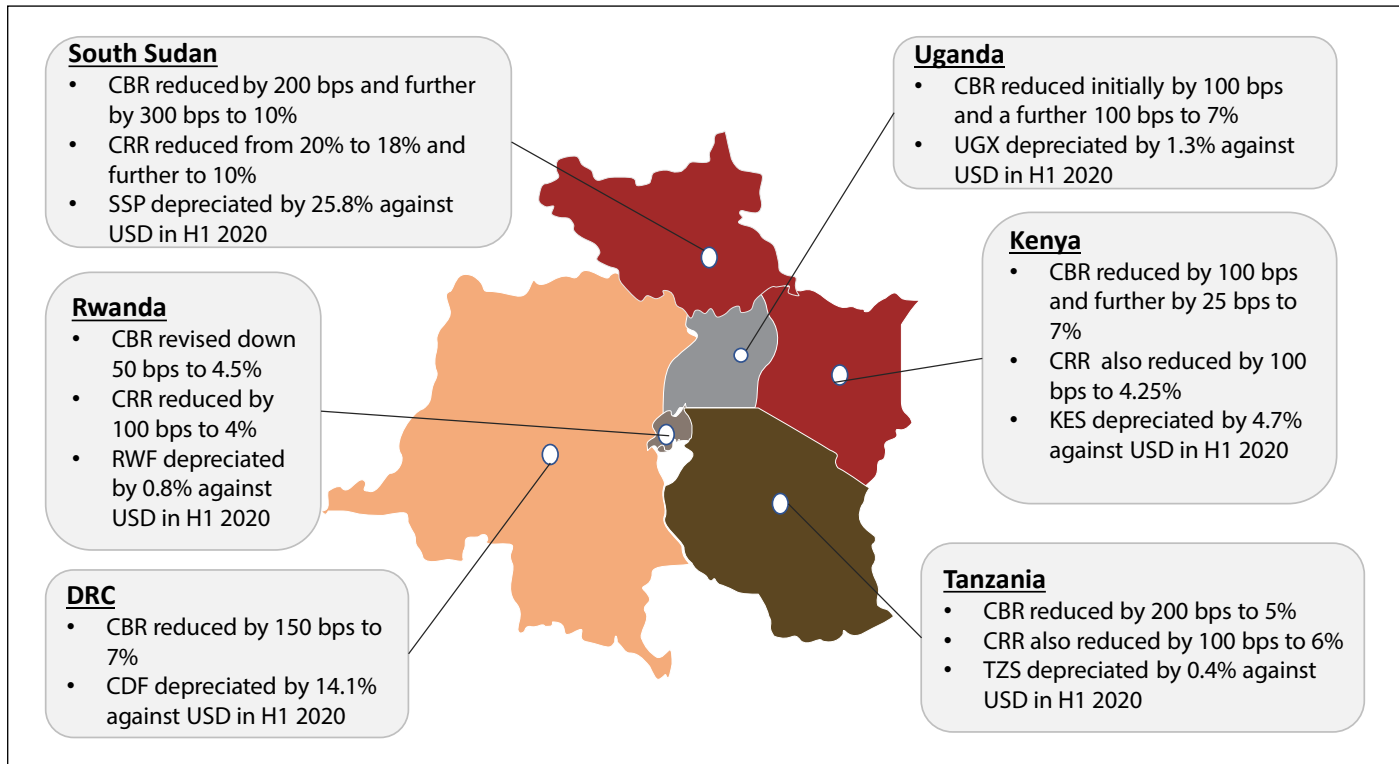 South Sudan
• CBR reduced by 200 bps and further
by 300 bps to 10%
• CRR reduced from 20% to 18% and
further to 10%
• SSP depreciated by 25.8% against
USD in H1 2020
Uganda
• CBR reduced initially by 100 bps
and a further 100 bps to 7%
• UGX depreciated by 1.3% against
USD in H1 2020
Rwanda
• CBR revised down
50 bps to 4.5%
• CRR reduced by
100 bps to 4%
• RWF depreciated
by 0.8% against
USD in H1 2020
Kenya
• CBR reduced by 100 bps
and further by 25 bps to
7%
• CRR also reduced by 100
bps to 4.25%
• KES depreciated by 4.7%
against USD in H1 2020
DRC
• CBR reduced by 150 bps to
7%
• CDF depreciated by 14.1%
against USD in H1 2020
Tanzania
• CBR reduced by 200 bps to 5%
• CRR also reduced by 100 bps to 6%
• TZS depreciated by 0.4% against
USD in H1 2020